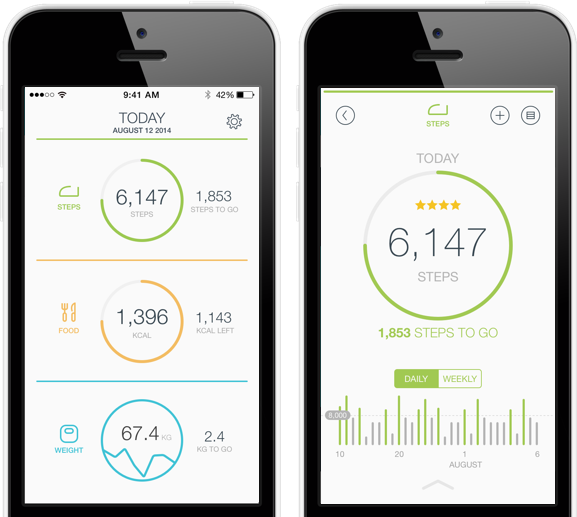 9:41 AM
42%
TODAY
AUGUST 12 2014
STEPS
6,147
STEPS
1,853
STEPS TO GO
FOOD
1,396
KCAL
1,143
KCAL LEFT
WEIGHT
67.4 KG
2.4
KG TO GO
STEPS
TODAY
6,147
STEPS
1,853 STEPS TO GO
DAILY WEEKLY
8,000
10 20 1 6
AUGUST